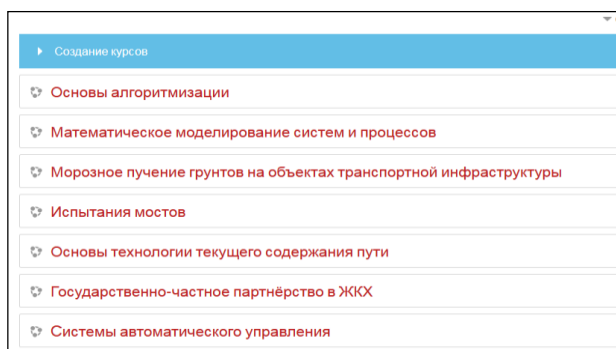 Создание курсов
Основы алгоритмизации
Математическое моделирование систем и процессов
Морозное пучение грунтов на объектах транспортной инфраструктуры
Испытания мостов
Основы технологии текущего содержания пути
Государственно-частное партнёрство в ЖКХ
Системы автоматического управления